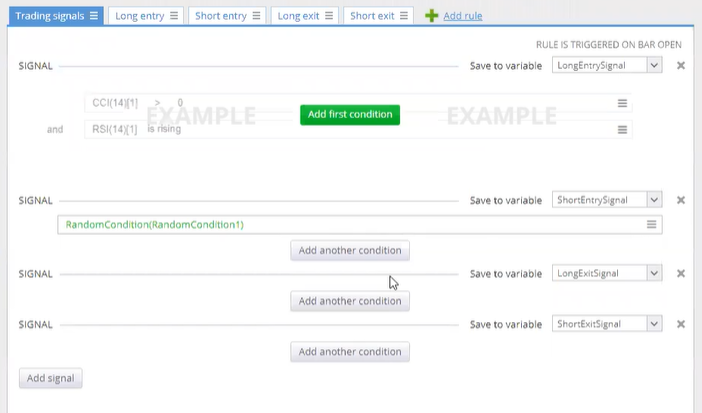 Trading signals Long entry Short entry Long exit Short exit Add rule
RULE IS TRIGGERED ON BAR OPEN
SIGNAL Save to variable LongEntrySignal
CCI(14)[1] > 0
EXAMPLE Add first condition EXAMPLE
and RSI(14)[1] is rising
SIGNAL Save to variable ShortEntrySignal
RandomCondition(RandomCondition1)
Add another condition
SIGNAL Save to variable LongExitSignal
Add another condition
SIGNAL Save to variable ShortExitSignal
Add another condition
Add signal